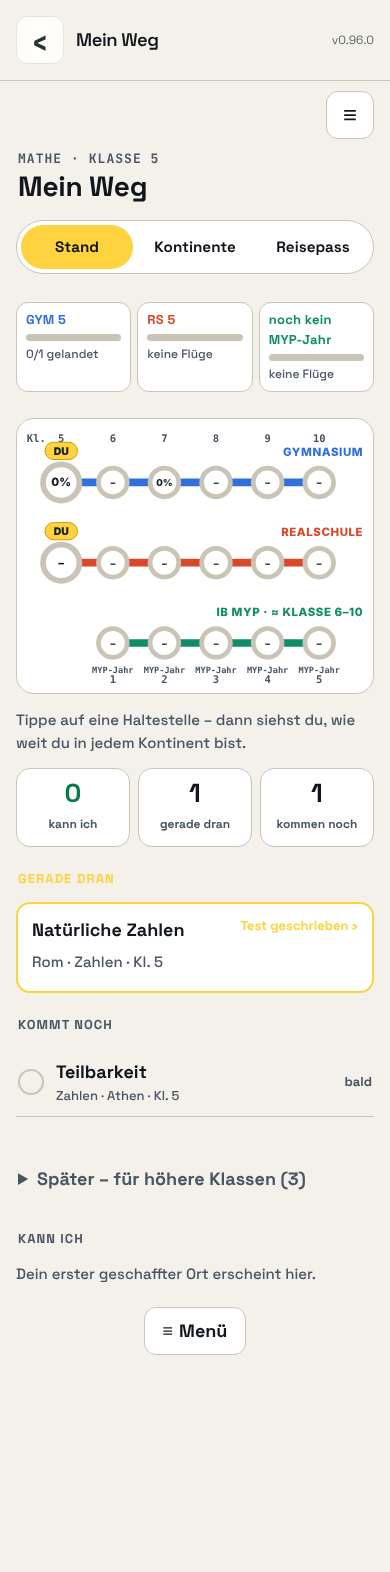 < Mein Weg v0.96.0
≡
MATHE · KLASSE 5
Mein Weg
Stand Kontinente Reisepass
GYM 5
0/1 gelandet
RS 5
keine Flüge
noch kein
MYP-Jahr
keine Flüge
Kl. 5 6 7 8 9 10
DU
GYMNASIUM
0% – 0% – – –
DU
REALSCHULE
– – – – – –
IB MYP · ≈ KLASSE 6–10
– – – – –
MYP-Jahr MYP-Jahr MYP-Jahr MYP-Jahr MYP-Jahr
1 2 3 4 5
Tippe auf eine Haltestelle – dann siehst du, wie
weit du in jedem Kontinent bist.
0 1 1
kann ich gerade dran kommen noch
GERADE DRAN
Natürliche Zahlen Test geschrieben ›
Rom · Zahlen · Kl. 5
KOMMT NOCH
Teilbarkeit
Zahlen · Athen · Kl. 5
bald
▶ Später – für höhere Klassen (3)
KANN ICH
Dein erster geschaffter Ort erscheint hier.
≡ Menü